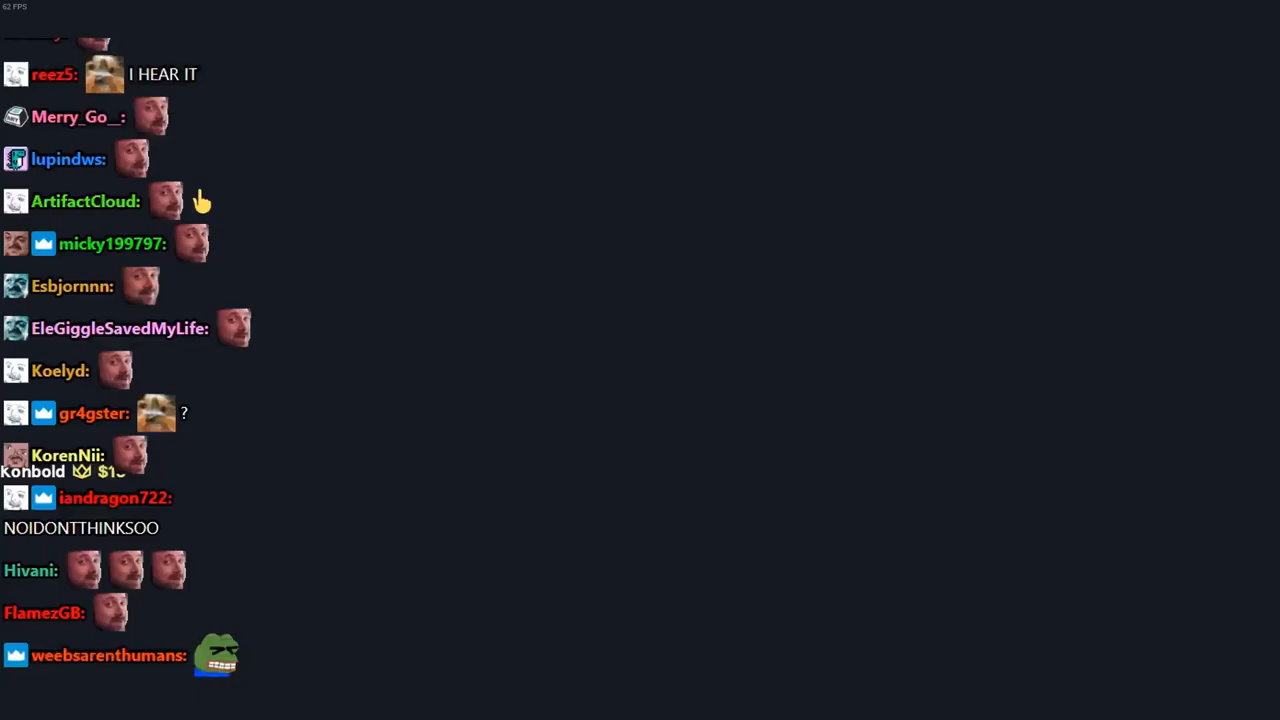 62 FPS
reez5: I HEAR IT
Merry_Go__:
lupindws:
ArtifactCloud:
micky199797:
Esbjornnn:
EleGiggleSavedMyLife:
Koelyd:
gr4gster: ?
KorenNii:
Konbold
iandragon722:
NOIDONTTHINKSOO
Hivani:
FlamezGB:
weebsarenthumans: